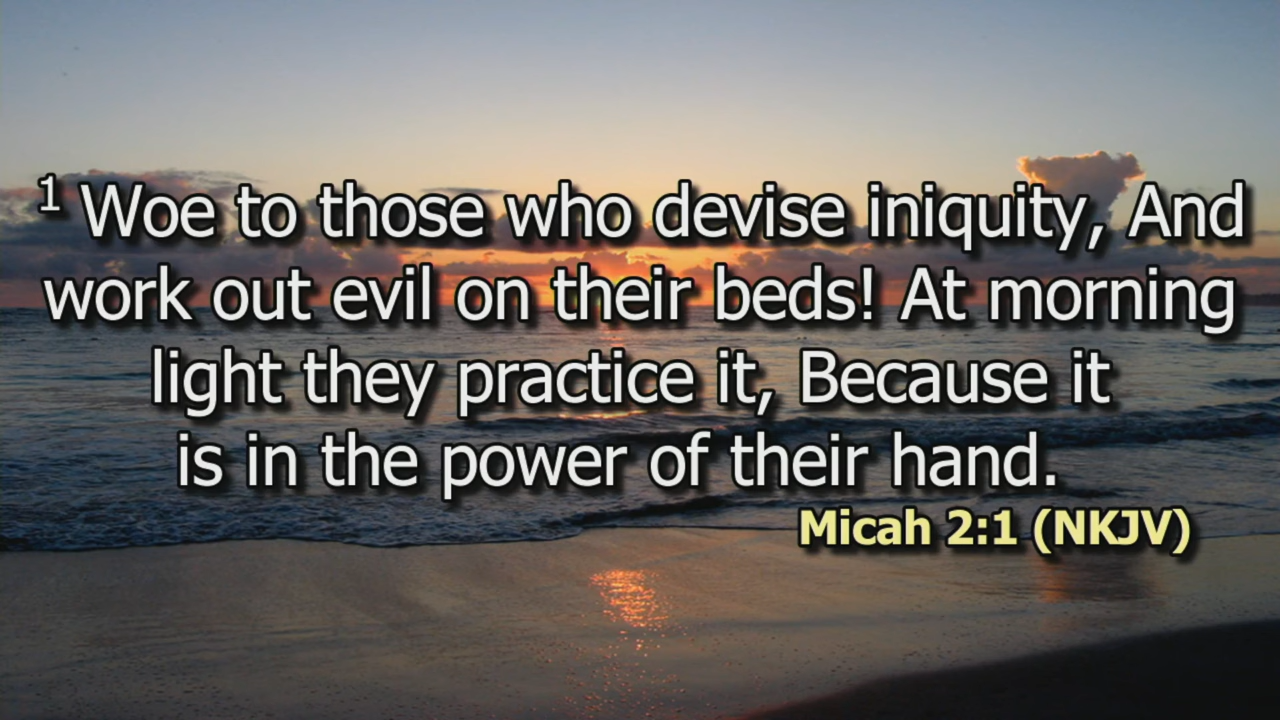 1 Woe to those who devise iniquity, And
work out evil on their beds! At morning
light they practice it, Because it
is in the power of their hand.
Micah 2:1 (NKJV)